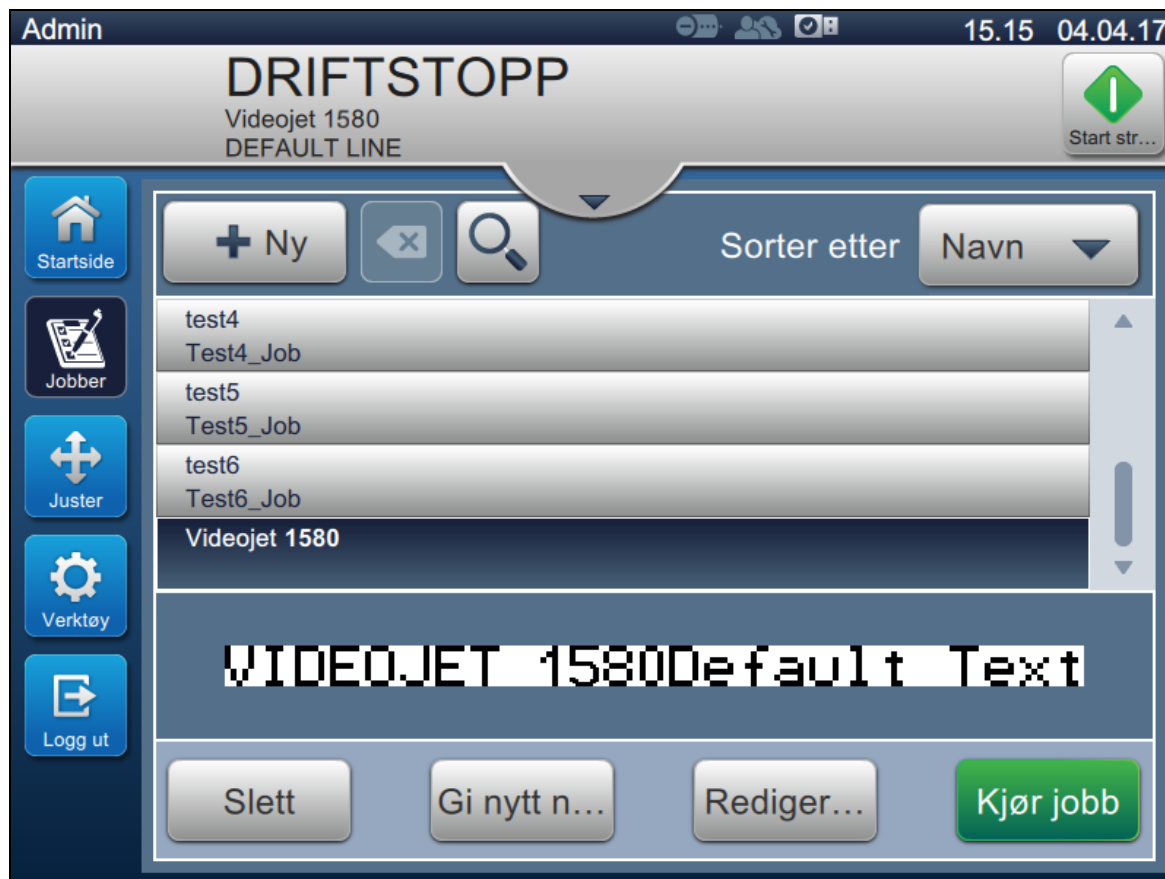 Admin
15.15 04.04.17
DRIFTSTOPP
Videojet 1580
DEFAULT LINE
Start str...
Startside
Jobber
Juster
Verktøy
Logg ut
Ny
Sorter etter
Navn
test4
Test4_Job
test5
Test5_Job
test6
Test6_Job
Videojet 1580
VIDEOJET 1580Default Text
Slett
Gi nytt n...
Rediger...
Kjør jobb